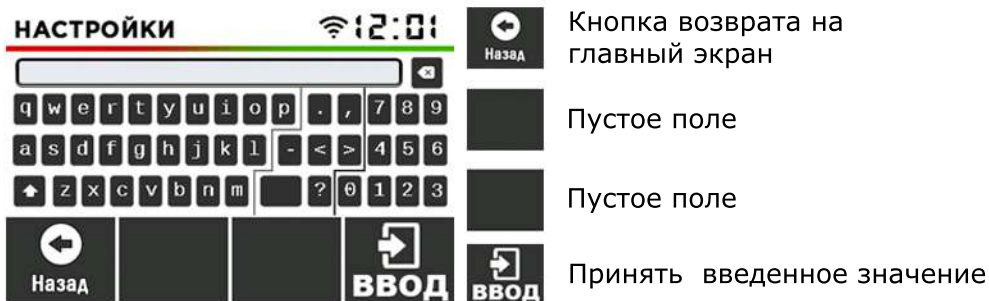 НАСТРОЙКИ 12:01
q w e r t y u i o p . , 7 8 9
a s d f g h j k l - < > 4 5 6
z x c v b n m ? 0 1 2 3
Назад
ВВОД
Назад
Кнопка возврата на
главный экран
Пустое поле
Пустое поле
ВВОД
Принять введенное значение